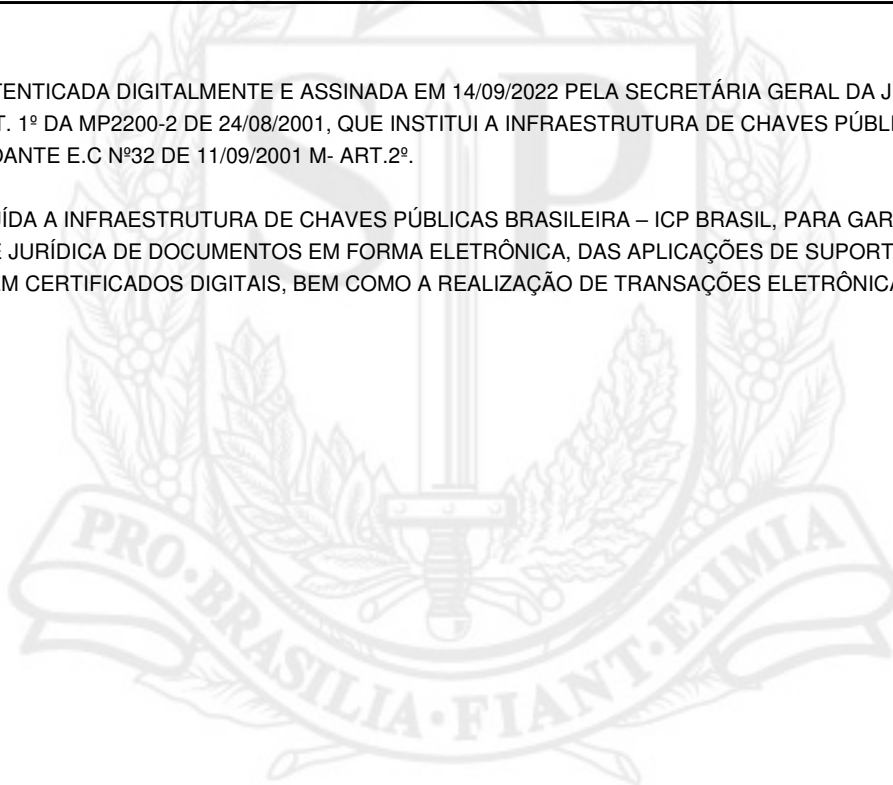 TENTICADA DIGITALMENTE E ASSINADA EM 14/09/2022 PELA SECRETÁRIA GERAL DA J
T. 1º DA MP2200-2 DE 24/08/2001, QUE INSTITUI A INFRAESTRUTURA DE CHAVES PÚBL
DANTE E.C Nº32 DE 11/09/2001 M- ART.2º.
ÍDA A INFRAESTRUTURA DE CHAVES PÚBLICAS BRASILEIRA – ICP BRASIL, PARA GAR
E JURÍDICA DE DOCUMENTOS EM FORMA ELETRÔNICA, DAS APLICAÇÕES DE SUPORT
EM CERTIFICADOS DIGITAIS, BEM COMO A REALIZAÇÃO DE TRANSAÇÕES ELETRÔNICA
SP
PRO·BRASILIA·FIANT·EXIMIA